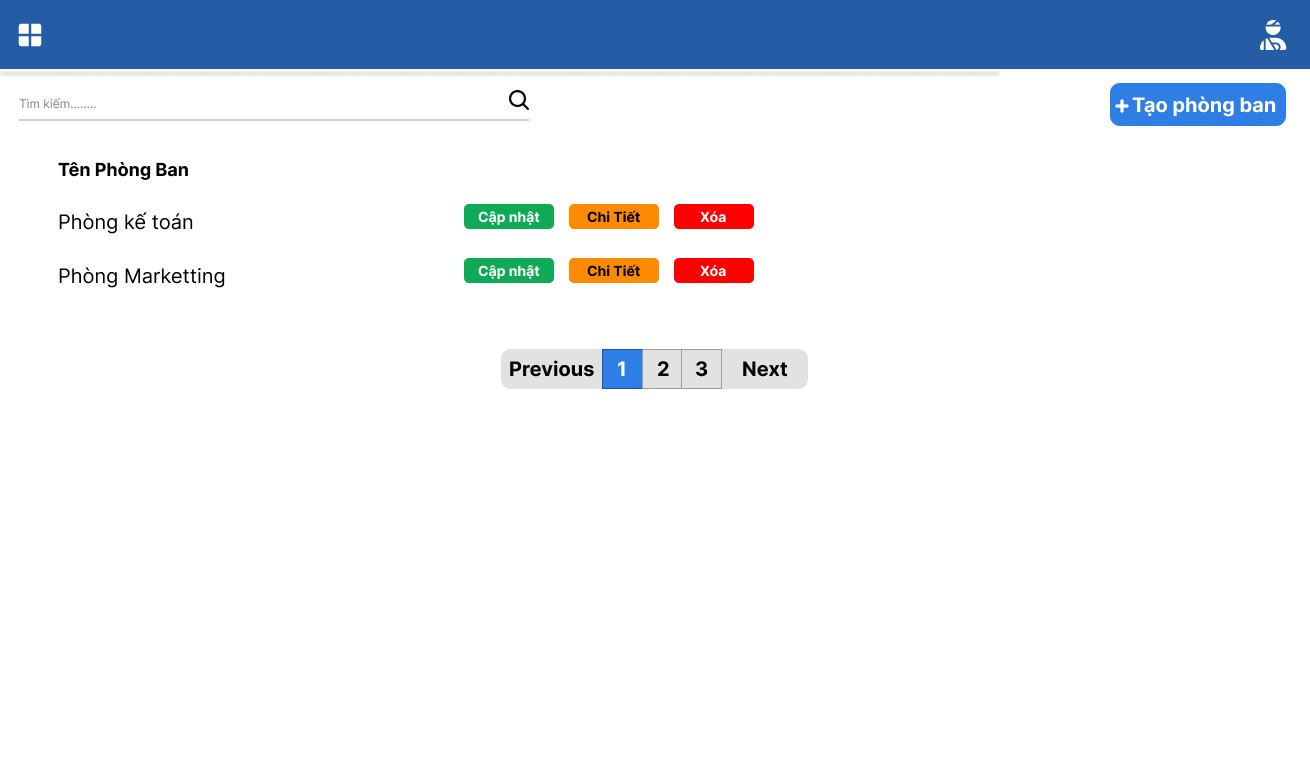 Tìm kiếm........
+ Tạo phòng ban
Tên Phòng Ban
Phòng kế toán Cập nhật Chi Tiết Xóa
Phòng Marketting Cập nhật Chi Tiết Xóa
Previous 1 2 3 Next